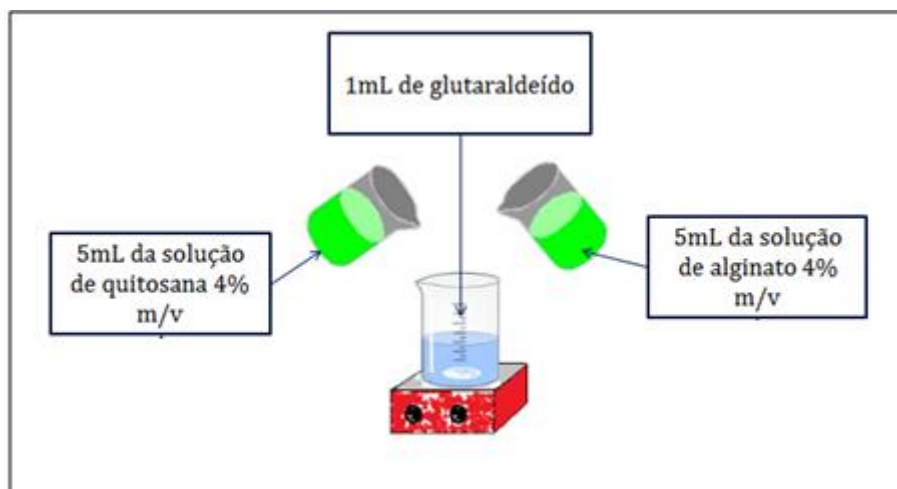 1mL de glutaraldeído
5mL da solução
de quitosana 4%
m/v
5mL da solução
de alginato 4%
m/v